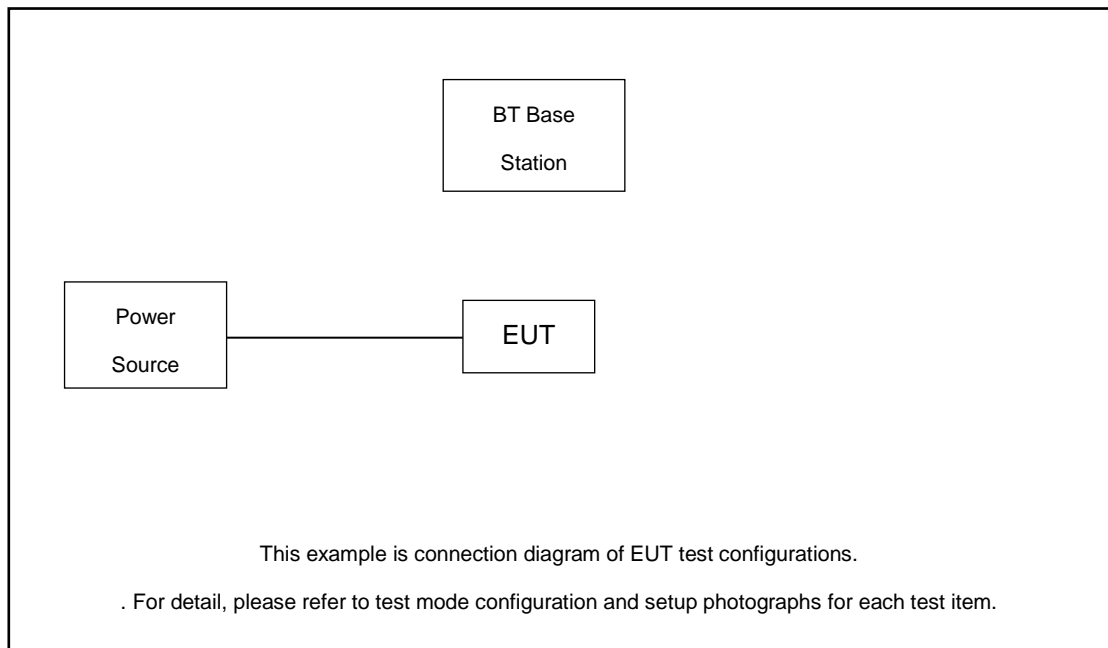 BT Base
Station
Power
Source
EUT
This example is connection diagram of EUT test configurations.
. For detail, please refer to test mode configuration and setup photographs for each test item.